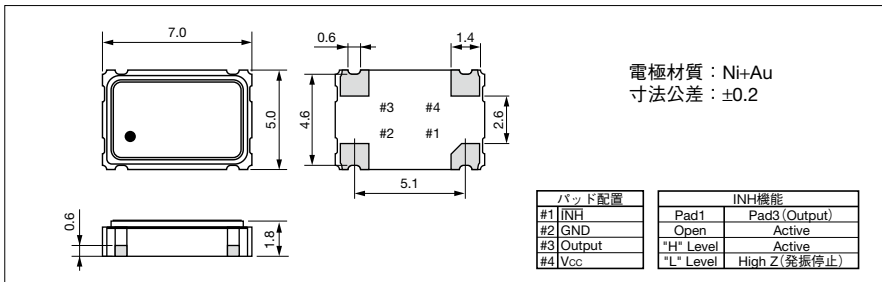 7.0
5.0
0.6
1.8
0.6
1.4
4.6
2.6
5.1
#3 #4
#2 #1
電極材質：Ni+Au
寸法公差：±0.2
パッド配置
#1 INH
#2 GND
#3 Output
#4 Vcc
INH機能
Pad1 Pad3(Output)
Open Active
"H" Level Active
"L" Level High Z(発振停止)